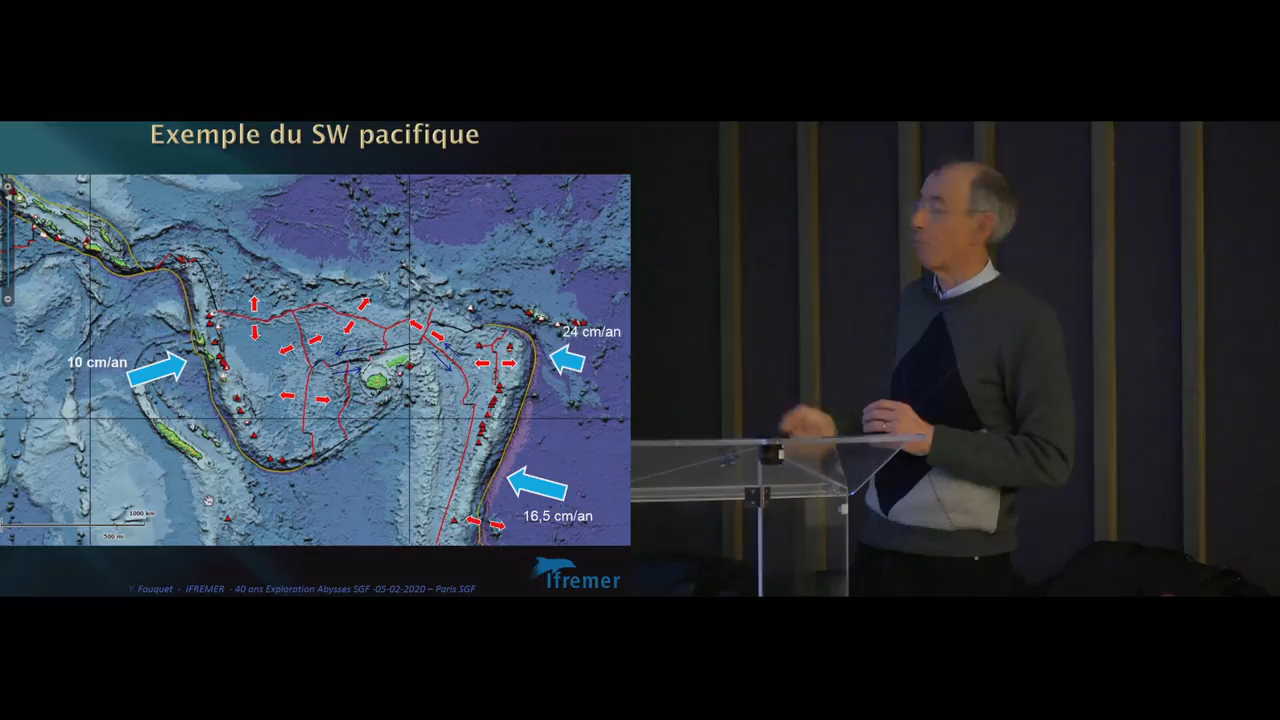 Exemple du SW pacifique
24 cm/an
10 cm/an
1000 km
500 mi
16,5 cm/an
Ifremer
Y. Fouquet - IFREMER - 40 ans Exploration Abysses SGF -05-02-2020 – Paris SGF